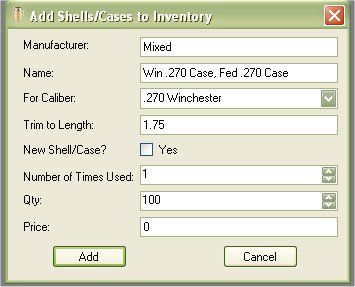 Add Shells/Cases to Inventory
Manufacturer: Mixed
Name: Win .270 Case, Fed .270 Case
For Caliber: .270 Winchester
Trim to Length: 1.75
New Shell/Case? Yes
Number of Times Used: 1
Qty: 100
Price: 0
Add Cancel